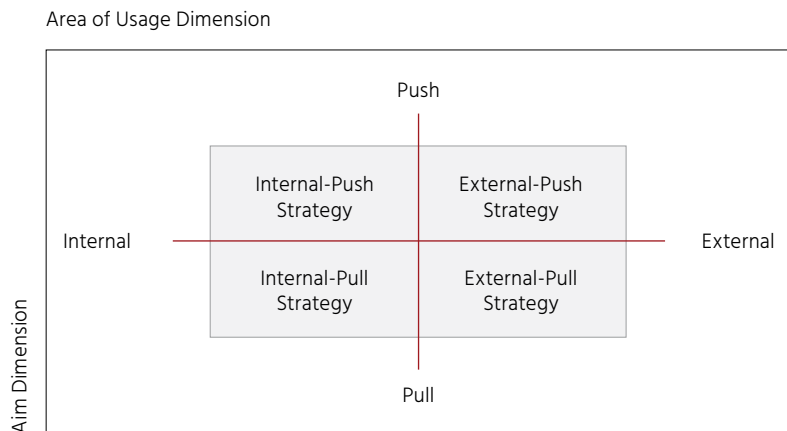 Area of Usage Dimension
Push
Internal-Push
Strategy
External-Push
Strategy
Internal
External
Internal-Pull
Strategy
External-Pull
Strategy
Aim Dimension
Pull